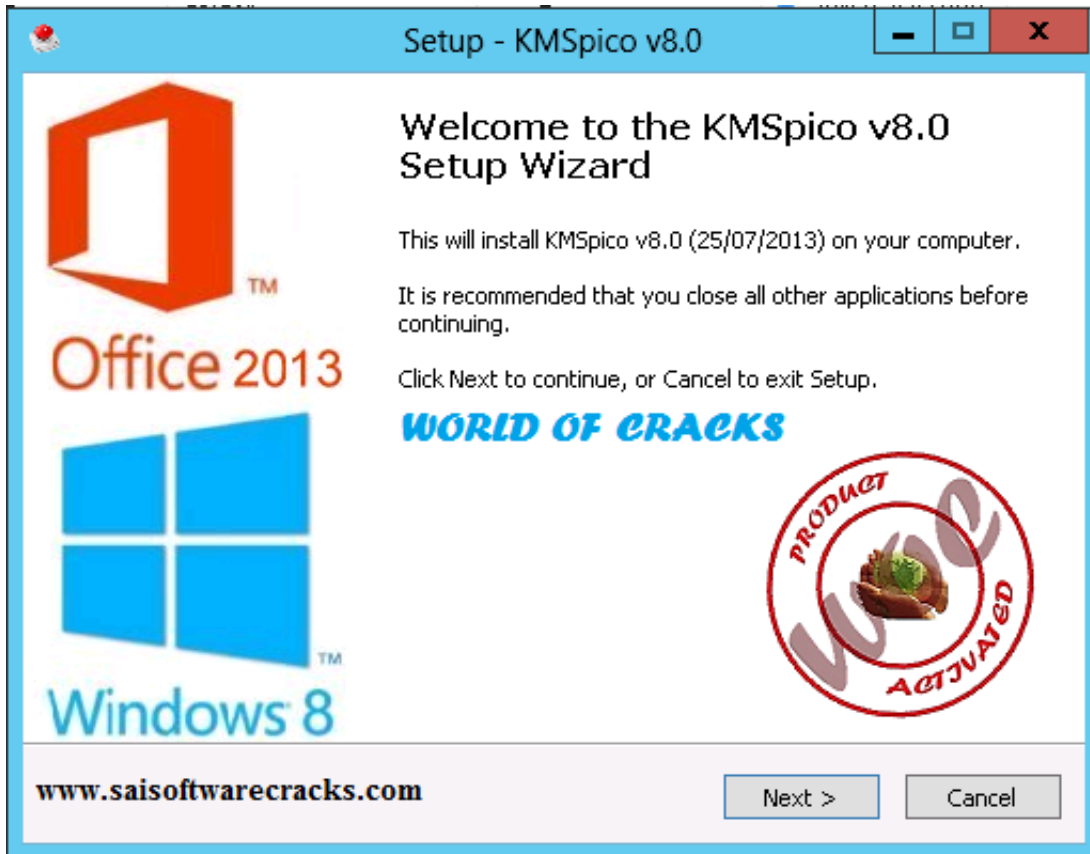 Setup - KMSpico v8.0
Welcome to the KMSpico v8.0
Setup Wizard
This will install KMSpico v8.0 (25/07/2013) on your computer.
It is recommended that you close all other applications before
continuing.
Click Next to continue, or Cancel to exit Setup.
WORLD OF CRACKS
Office 2013
TM
Windows 8
TM
PRODUCT
woc
ACTIVATED
www.saisoftwarecracks.com
Next >
Cancel